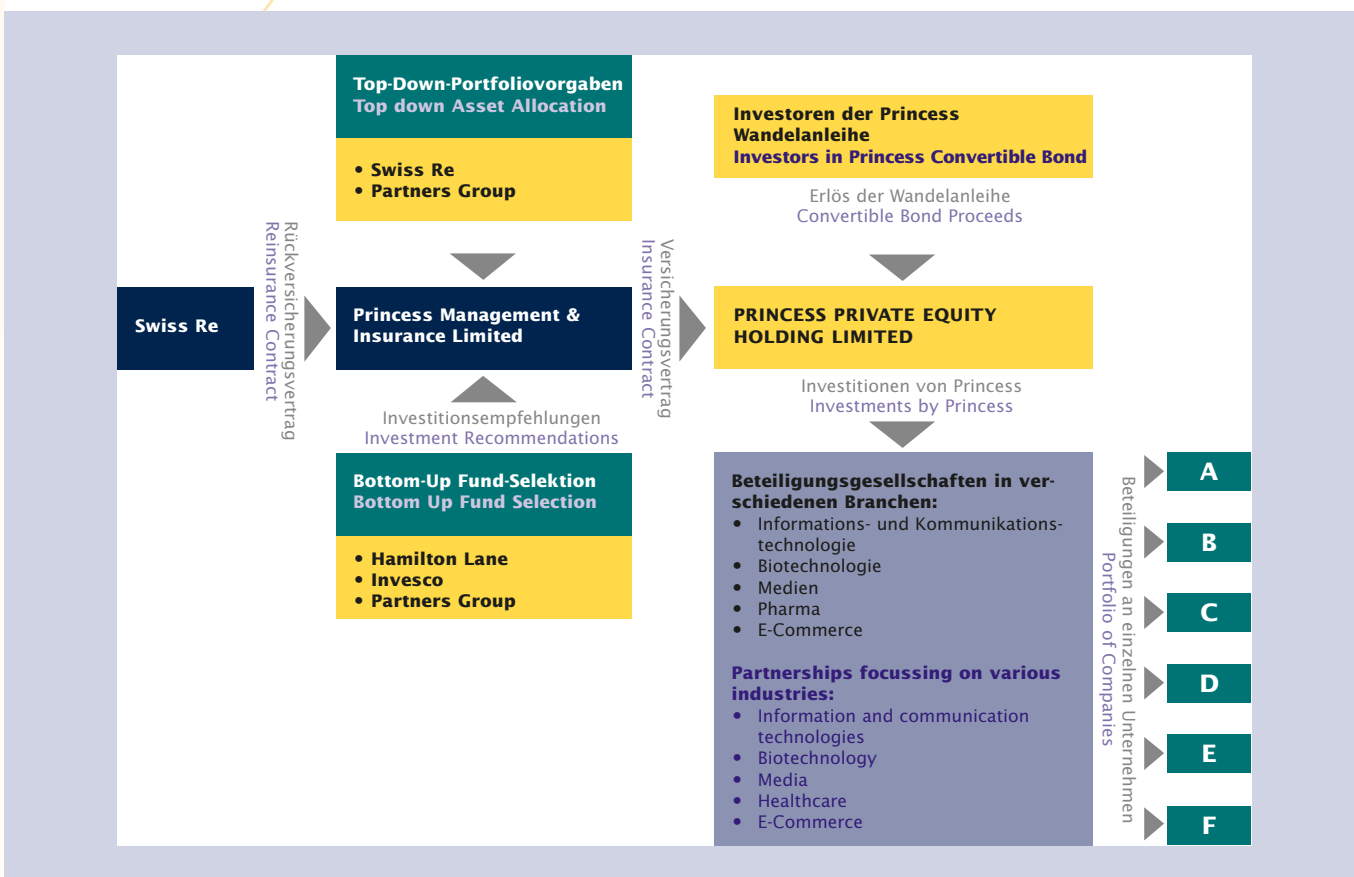 Top-Down-Portfoliovorgaben
Top down Asset Allocation
• Swiss Re
• Partners Group
Investoren der Princess
Wandelanleihe
Investors in Princess Convertible Bond
Erlös der Wandelanleihe
Convertible Bond Proceeds
Swiss Re
Rückversicherungsvertrag
Reinsurance Contract
Princess Management &
Insurance Limited
Versicherungsvertrag
Insurance Contract
PRINCESS PRIVATE EQUITY
HOLDING LIMITED
Investitionsempfehlungen
Investment Recommendations
Bottom-Up Fund-Selektion
Bottom Up Fund Selection
• Hamilton Lane
• Invesco
• Partners Group
Investitionen von Princess
Investments by Princess
Beteiligungsgesellschaften in ver-
schiedenen Branchen:
• Informations- und Kommunikations-
technologie
• Biotechnologie
• Medien
• Pharma
• E-Commerce
Partnerships focussing on various
industries:
• Information and communication
technologies
• Biotechnology
• Media
• Healthcare
• E-Commerce
Beteiligungen an einzelnen Unternehmen
Portfolio of Companies
A
B
C
D
E
F